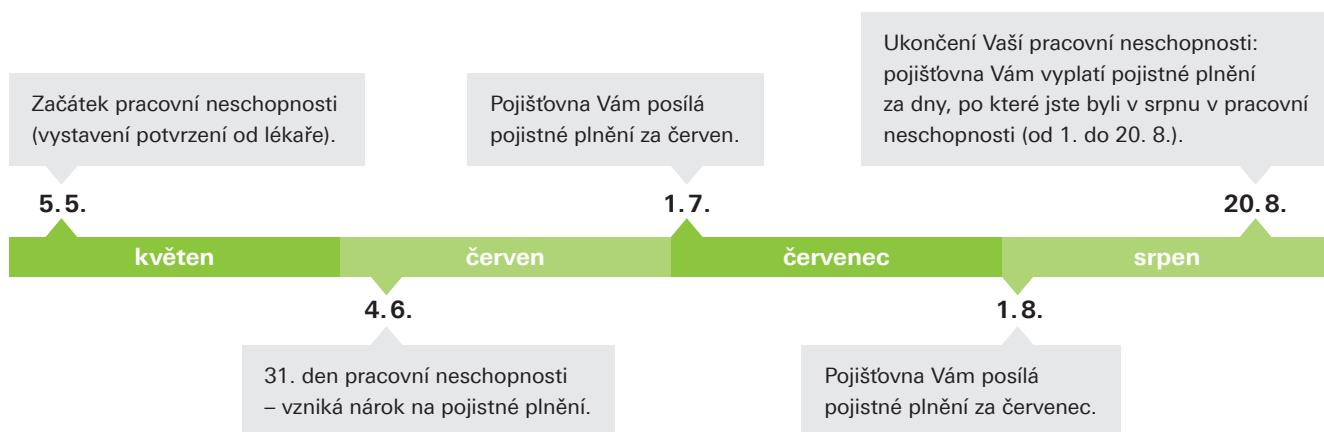 Začátek pracovní neschopnosti
(vystavení potvrzení od lékaře).
Pojišťovna Vám posílá
pojistné plnění za červen.
Ukončení Vaší pracovní neschopnosti:
pojišťovna Vám vyplatí pojistné plnění
za dny, po které jste byli v srpnu v pracovní
neschopnosti (od 1. do 20. 8.).
5. 5.
1. 7.
20. 8.
květen
červen
červenec
srpen
4. 6.
1. 8.
31. den pracovní neschopnosti
– vzniká nárok na pojistné plnění.
Pojišťovna Vám posílá
pojistné plnění za červenec.